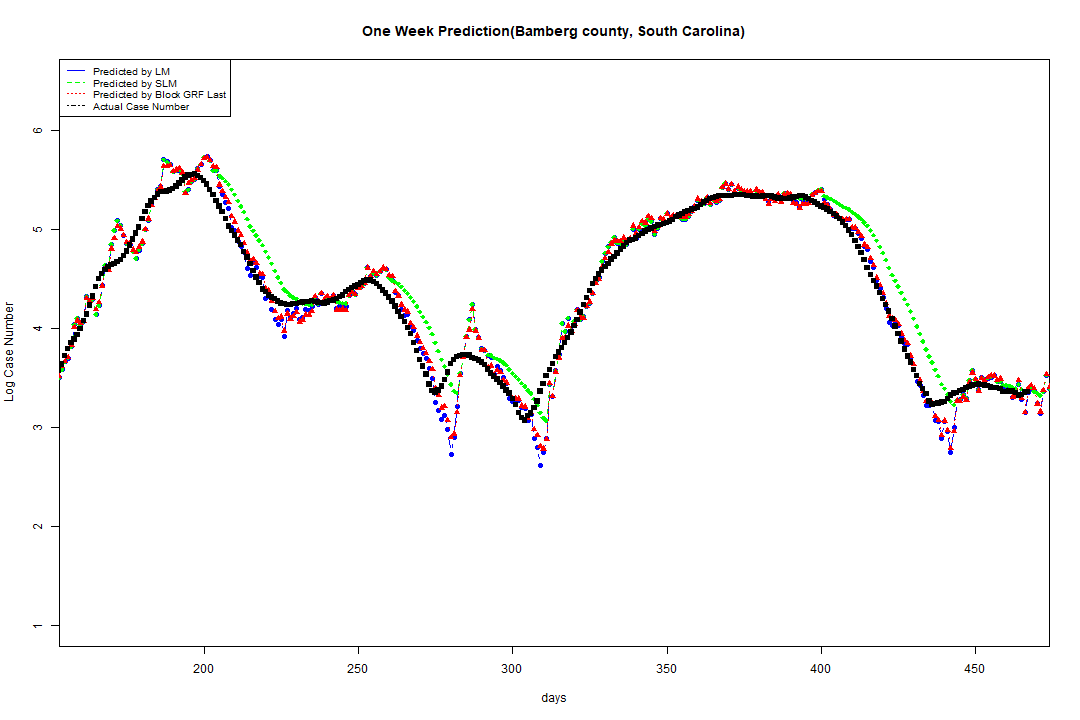 One Week Prediction(Bamberg county, South Carolina)
Predicted by LM
Predicted by SLM
Predicted by Block GRF Last
Actual Case Number
Log Case Number
6
5
4
3
2
1
200 250 300 350 400 450
days